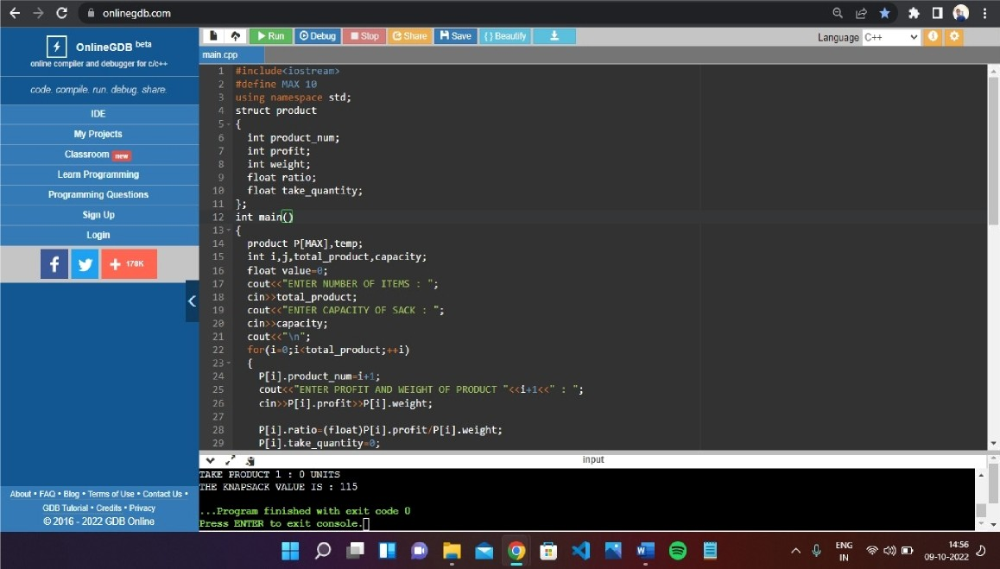 onlinegdb.com
OnlineGDB beta
online compiler and debugger for c/c++
code. compile. run. debug. share.
IDE
My Projects
Classroom new
Learn Programming
Programming Questions
Sign Up
Login
f
+ 178K
About • FAQ • Blog • Terms of Use • Contact Us •
GDB Tutorial • Credits • Privacy
© 2016 - 2022 GDB Online
Run Debug Stop Share Save { } Beautify
Language C++
main.cpp
1 #include<iostream>
2 #define MAX 10
3 using namespace std;
4 struct product
5 {
6 int product_num;
7 int profit;
8 int weight;
9 float ratio;
10 float take_quantity;
11 };
12 int main()
13 {
14 product P[MAX],temp;
15 int i,j,total_product,capacity;
16 float value=0;
17 cout<<"ENTER NUMBER OF ITEMS : ";
18 cin>>total_product;
19 cout<<"ENTER CAPACITY OF SACK : ";
20 cin>>capacity;
21 cout<<"\n";
22 for(i=0;i<total_product;++i)
23 {
24 P[i].product_num=i+1;
25 cout<<"ENTER PROFIT AND WEIGHT OF PRODUCT "<<i+1<<" : ";
26 cin>>P[i].profit>>P[i].weight;
27
28 P[i].ratio=(float)P[i].profit/P[i].weight;
29 P[i].take_quantity=0;
input
TAKE PRODUCT 1 : 0 UNITS
THE KNAPSACK VALUE IS : 115
...Program finished with exit code 0
Press ENTER to exit console.
ENG
IN
14:56
09-10-2022